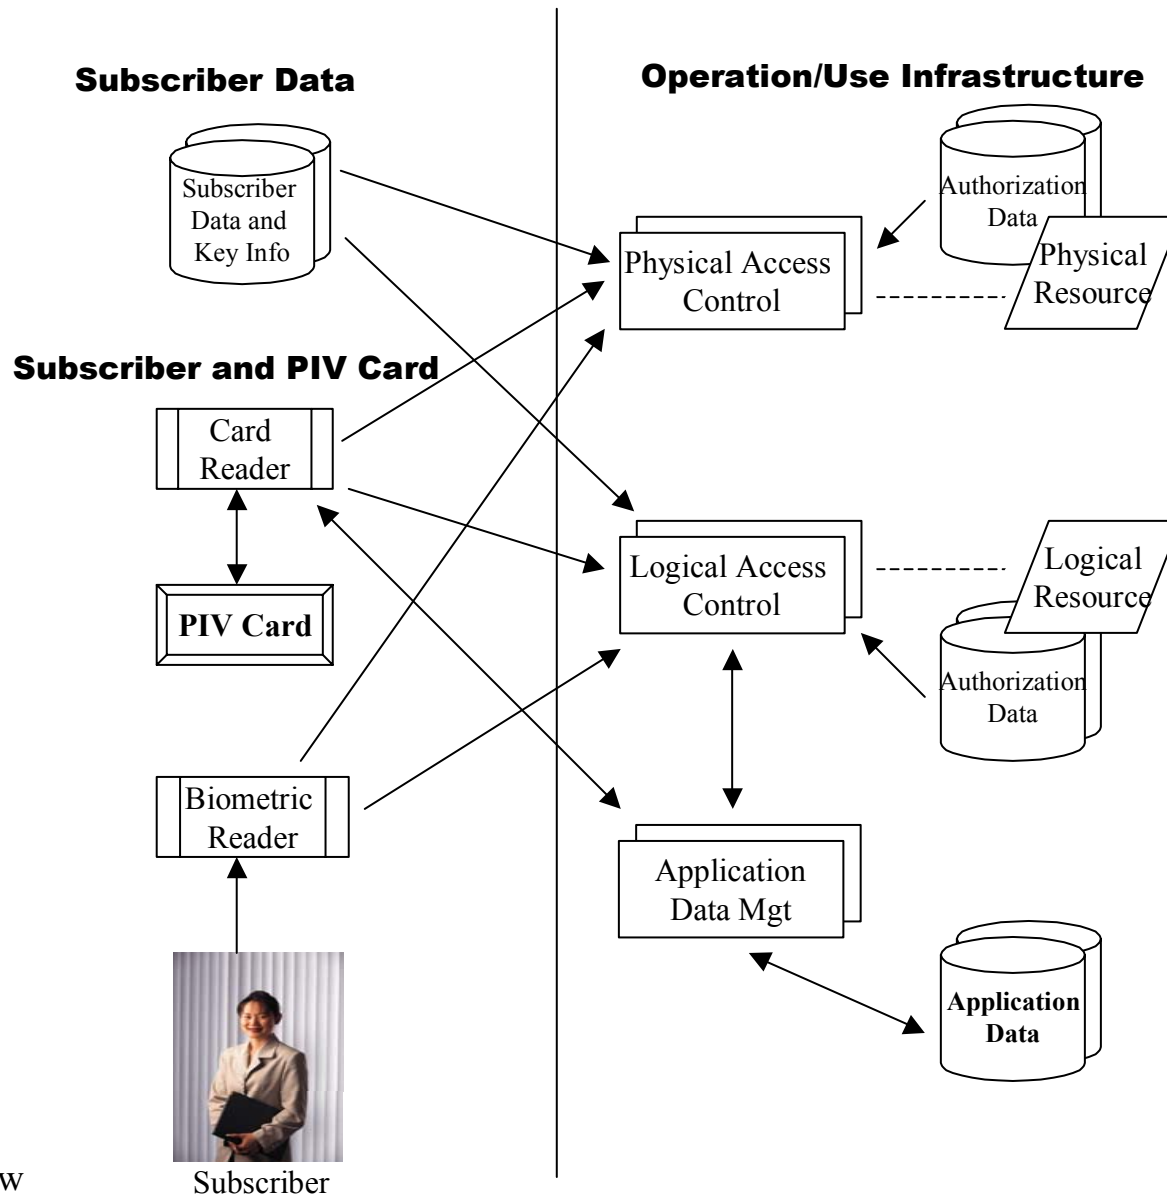 Subscriber Data
Subscriber
Data and
Key Info
Subscriber and PIV Card
Card
Reader
PIV Card
Biometric
Reader
Subscriber
w
Operation/Use Infrastructure
Authorization
Data
Physical Access
Control
Physical
Resource
Logical Access
Control
Logical
Resource
Authorization
Data
Application
Data Mgt
Application
Data